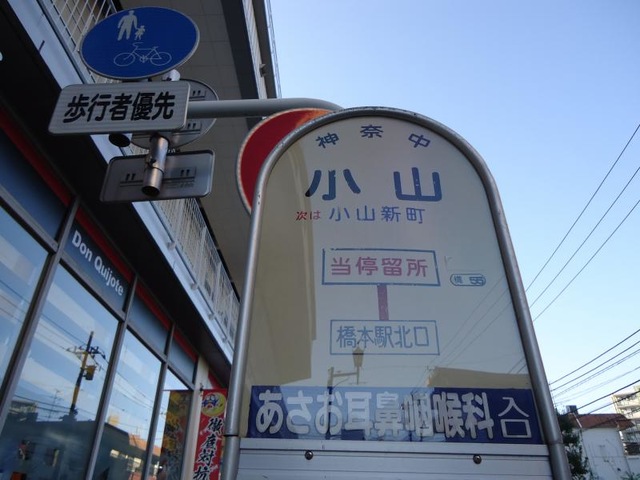 歩行者優先
神奈中
小山
次は 小山新町
当停留所
橋55
橋本駅北口
あさお耳鼻咽喉科
Don Quijote